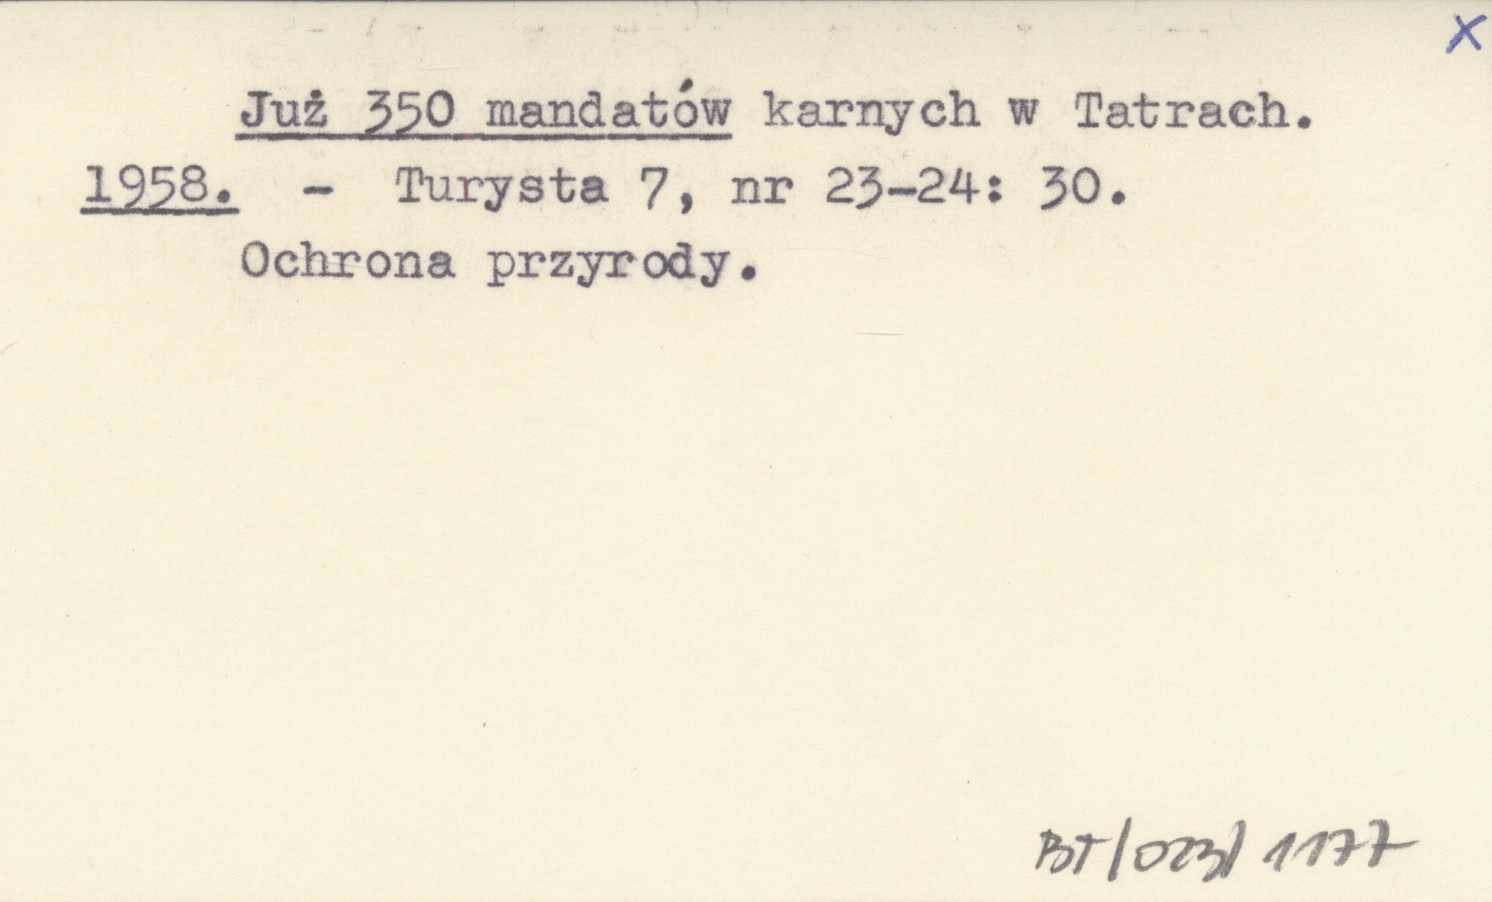 x
Już 350 mandatów karnych w Tatrach.
1958. - Turysta 7, nr 23-24: 30.
Ochrona przyrody.
BT/023/1177